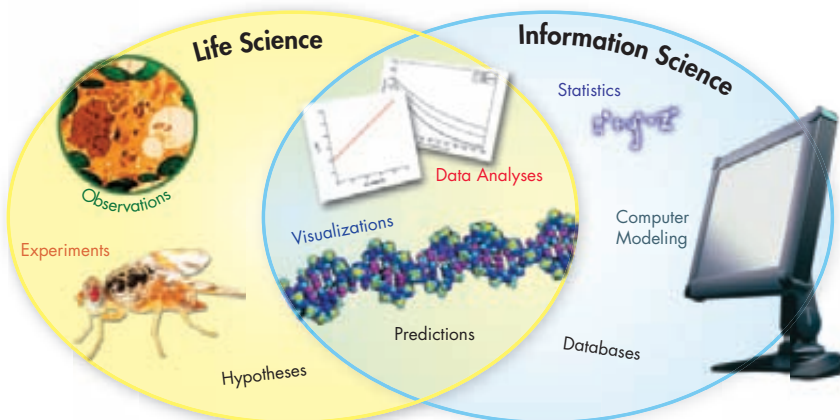 Life Science
Information Science
Statistics
Data Analyses
Observations
Visualizations
Computer
Modeling
Experiments
Predictions
Databases
Hypotheses